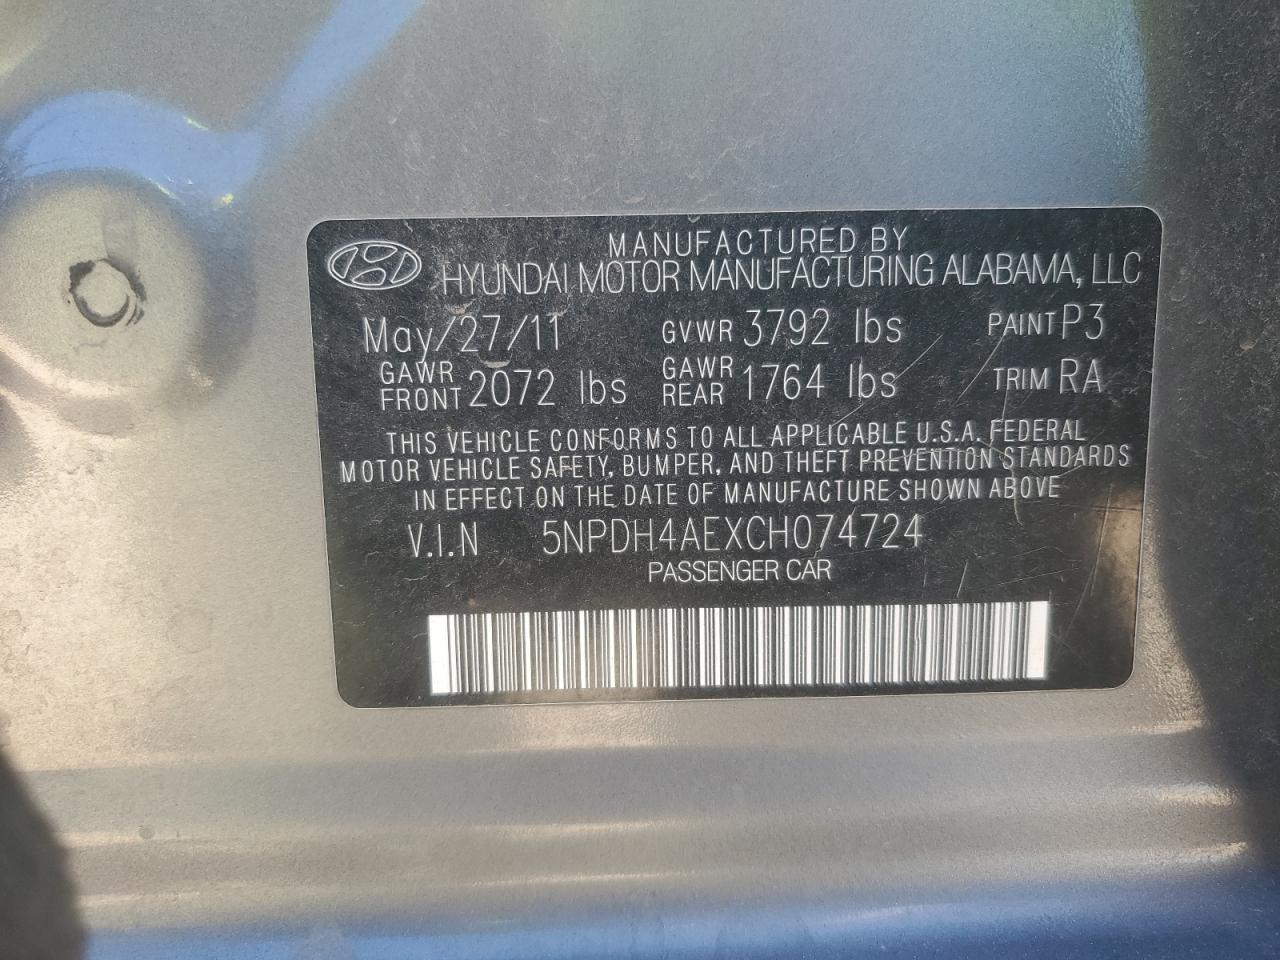 MANUFACTURED BY
HYUNDAI MOTOR MANUFACTURING ALABAMA, LLC
May/27/11 GVWR 3792 lbs PAINT P3
GAWR FRONT 2072 lbs GAWR REAR 1764 lbs TRIM RA
THIS VEHICLE CONFORMS TO ALL APPLICABLE U.S.A. FEDERAL
MOTOR VEHICLE SAFETY, BUMPER, AND THEFT PREVENTION STANDARDS
IN EFFECT ON THE DATE OF MANUFACTURE SHOWN ABOVE
V.I.N 5NPDH4AEXCH074724
PASSENGER CAR